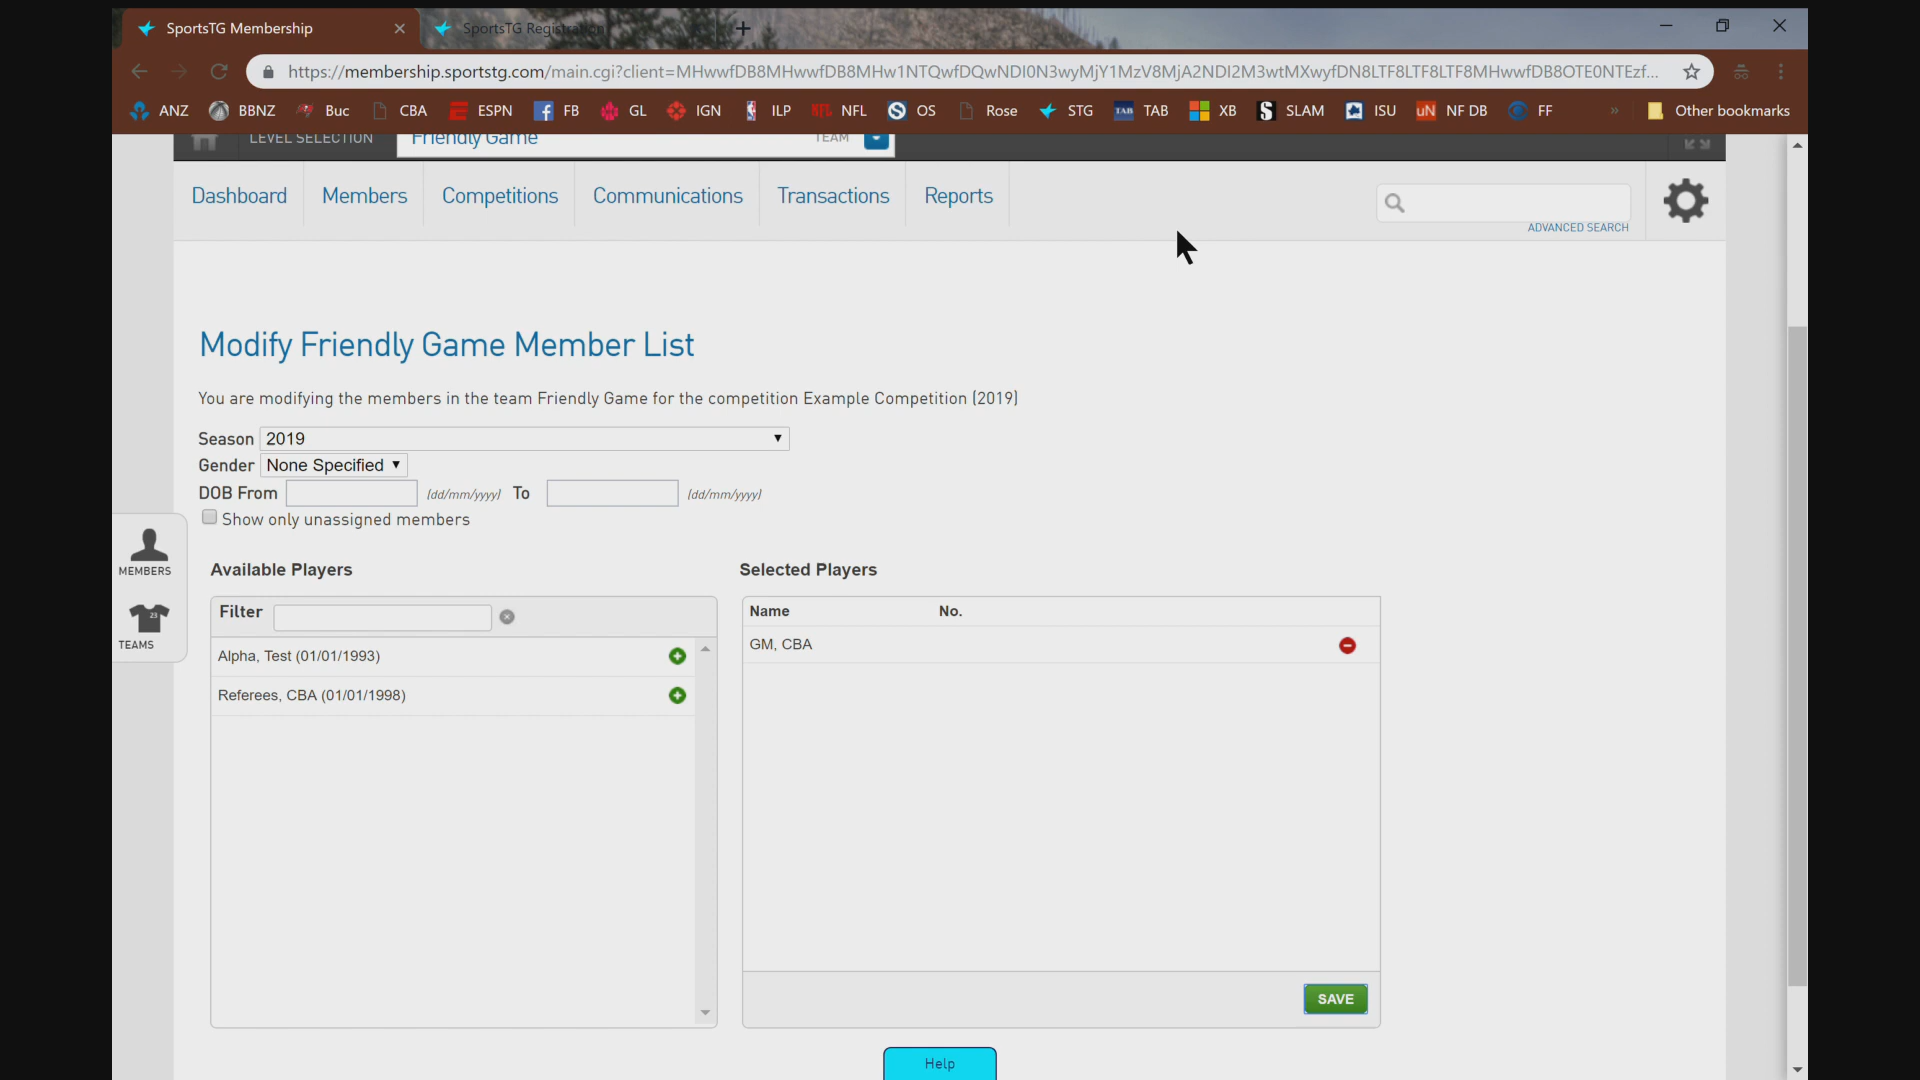 SportsTG Membership
SportsTG Registration
https://membership.sportstg.com/main.cgi?client=MHwwfDB8MHwwfDB8MHw1NTQwfDQwNDI0N3wyMjY1MzV8MjA2NDI2M3wtMXwyfDN8LTF8LTF8LTF8MHwwfDB8OTE0NTEzf...
ANZ BBNZ Buc CBA ESPN FB GL IGN ILP NFL OS Rose STG TAB XB SLAM ISU NF DB FF » Other bookmarks
LEVEL SELECTION Friendly Game TEAM
Dashboard Members Competitions Communications Transactions Reports
ADVANCED SEARCH
Modify Friendly Game Member List
You are modifying the members in the team Friendly Game for the competition Example Competition (2019)
Season 2019
Gender None Specified
DOB From (dd/mm/yyyy) To (dd/mm/yyyy)
Show only unassigned members
MEMBERS
23
TEAMS
Available Players Selected Players
Filter
Name No.
GM, CBA
Alpha, Test (01/01/1993)
Referees, CBA (01/01/1998)
SAVE
Help